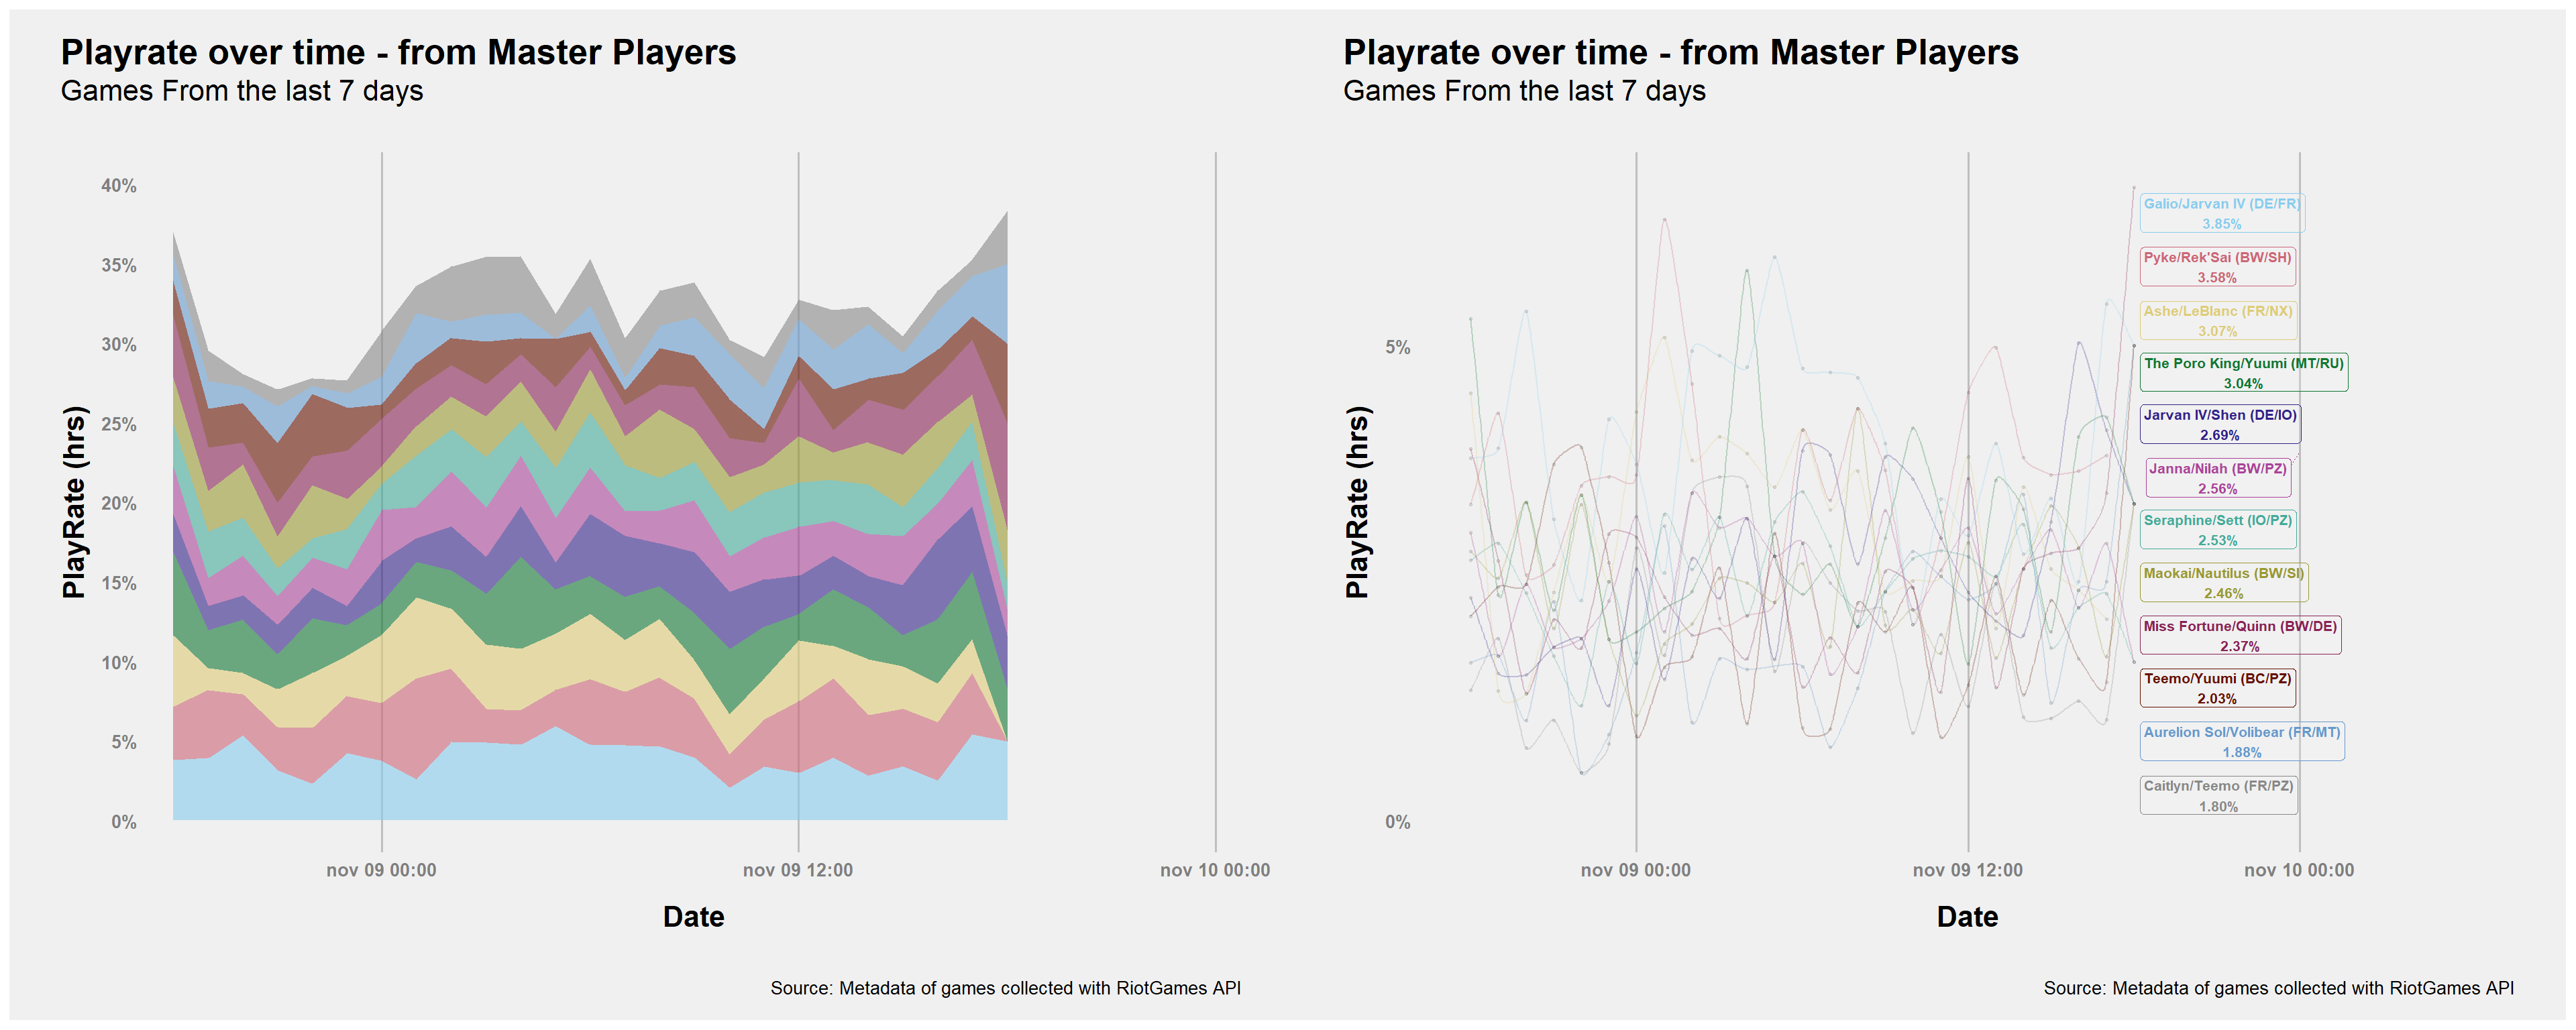 Playrate over time - from Master Players
Games From the last 7 days
PlayRate (hrs)
40%
35%
30%
25%
20%
15%
10%
5%
0%
nov 09 00:00
nov 09 12:00
nov 10 00:00
Date
Source: Metadata of games collected with RiotGames API
Playrate over time - from Master Players
Games From the last 7 days
PlayRate (hrs)
5%
0%
Galio/Jarvan IV (DE/FR)
3.85%
Pyke/Rek'Sai (BW/SH)
3.58%
Ashe/LeBlanc (FR/NX)
3.07%
The Poro King/Yuumi (MT/RU)
3.04%
Jarvan IV/Shen (DE/IO)
2.69%
Janna/Nilah (BW/PZ)
2.56%
Seraphine/Sett (IO/PZ)
2.53%
Maokai/Nautilus (BW/SI)
2.46%
Miss Fortune/Quinn (BW/DE)
2.37%
Teemo/Yuumi (BC/PZ)
2.03%
Aurelion Sol/Volibear (FR/MT)
1.88%
Caitlyn/Teemo (FR/PZ)
1.80%
nov 09 00:00
nov 09 12:00
nov 10 00:00
Date
Source: Metadata of games collected with RiotGames API